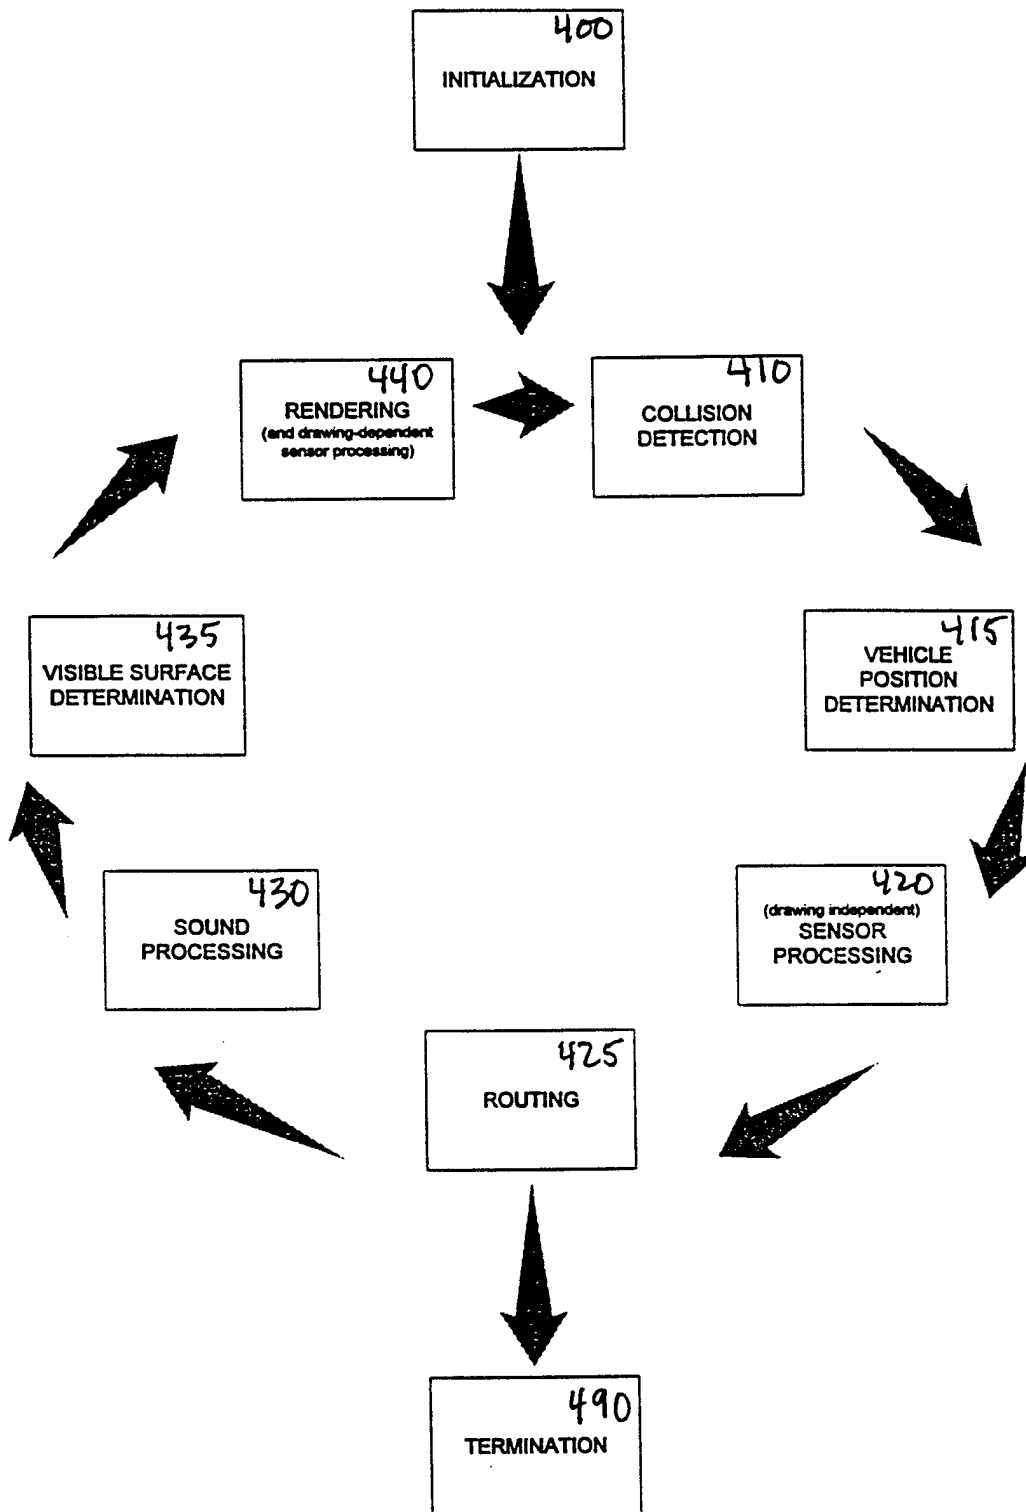 400
INITIALIZATION
440
RENDERING
(and drawing-dependent
sensor processing)
410
COLLISION
DETECTION
435
VISIBLE SURFACE
DETERMINATION
415
VEHICLE
POSITION
DETERMINATION
430
SOUND
PROCESSING
420
(drawing independent)
SENSOR
PROCESSING
425
ROUTING
490
TERMINATION